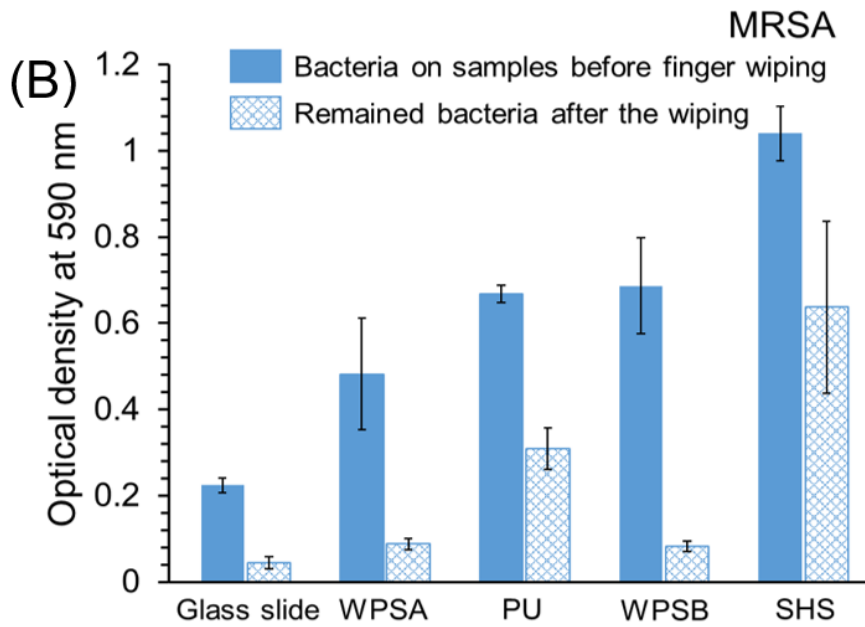 MRSA
(B)
Bacteria on samples before finger wiping
Remained bacteria after the wiping
Optical density at 590 nm
1.2
1
0.8
0.6
0.4
0.2
0
Glass slide WPSA PU WPSB SHS